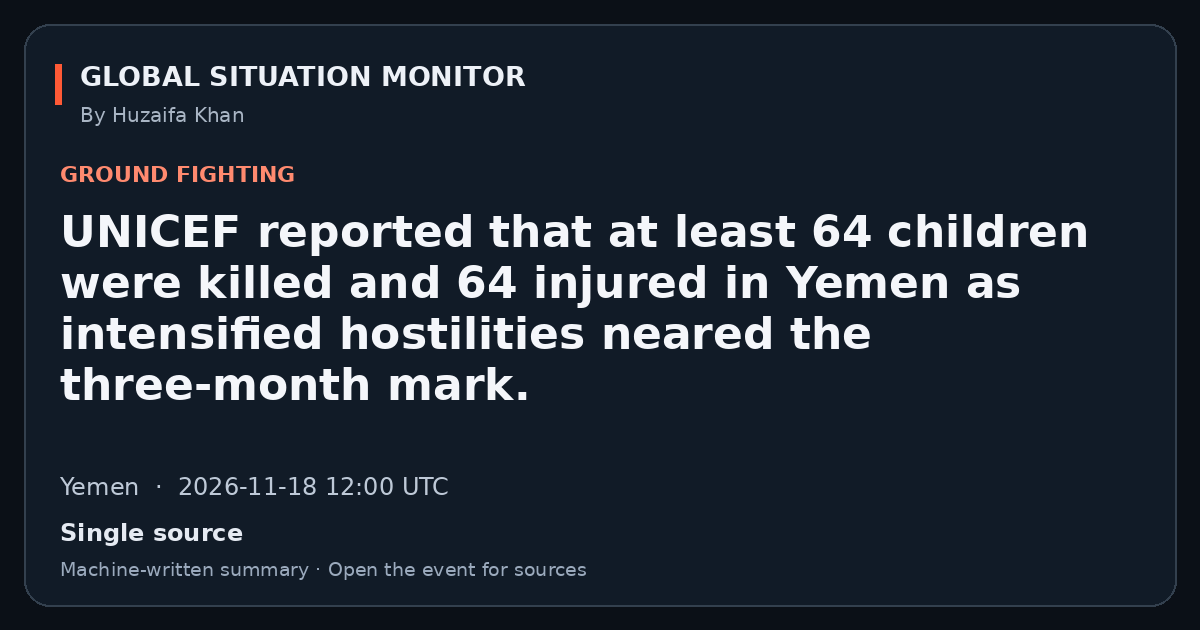 GLOBAL SITUATION MONITOR
By Huzaifa Khan
GROUND FIGHTING
UNICEF reported that at least 64 children
were killed and 64 injured in Yemen as
intensified hostilities neared the
three-month mark.
Yemen · 2026-11-18 12:00 UTC
Single source
Machine-written summary · Open the event for sources